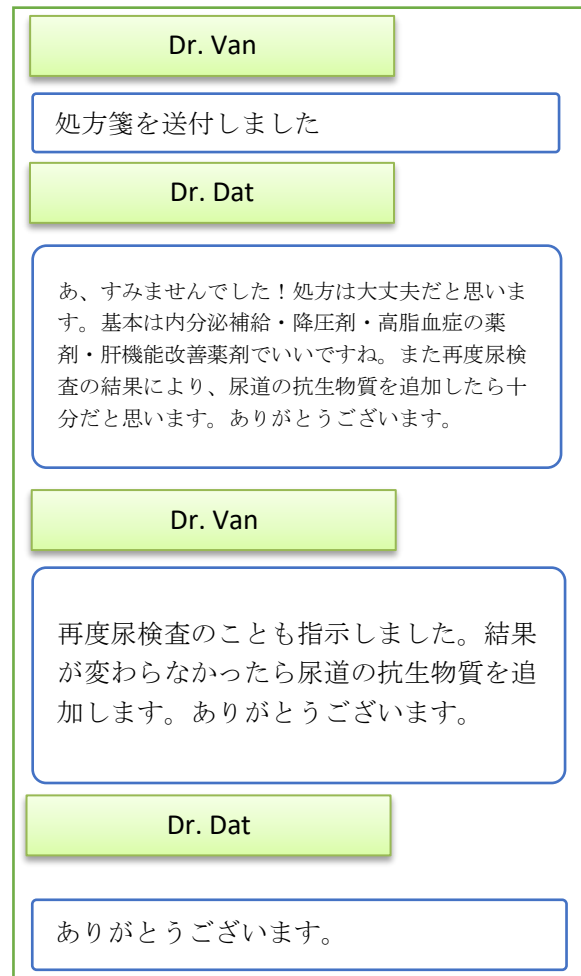 Dr. Van
処方箋を送付しました
Dr. Dat
あ、すみませんでした！処方は大丈夫だと思いま
す。基本は内分泌補給・降圧剤・高脂血症の薬
剤・肝機能改善薬剤でいいですね。また再度尿検
査の結果により、尿道の抗生物質を追加したら十
分だと思います。ありがとうございます。
Dr. Van
再度尿検査のことも指示しました。結果
が変わらなかったら尿道の抗生物質を追
加します。ありがとうございます。
Dr. Dat
ありがとうございます。